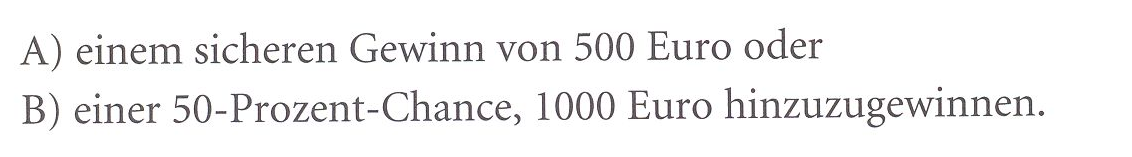 A) einem sicheren Gewinn von 500 Euro oder
B) einer 50-Prozent-Chance, 1000 Euro hinzuzugewinnen.